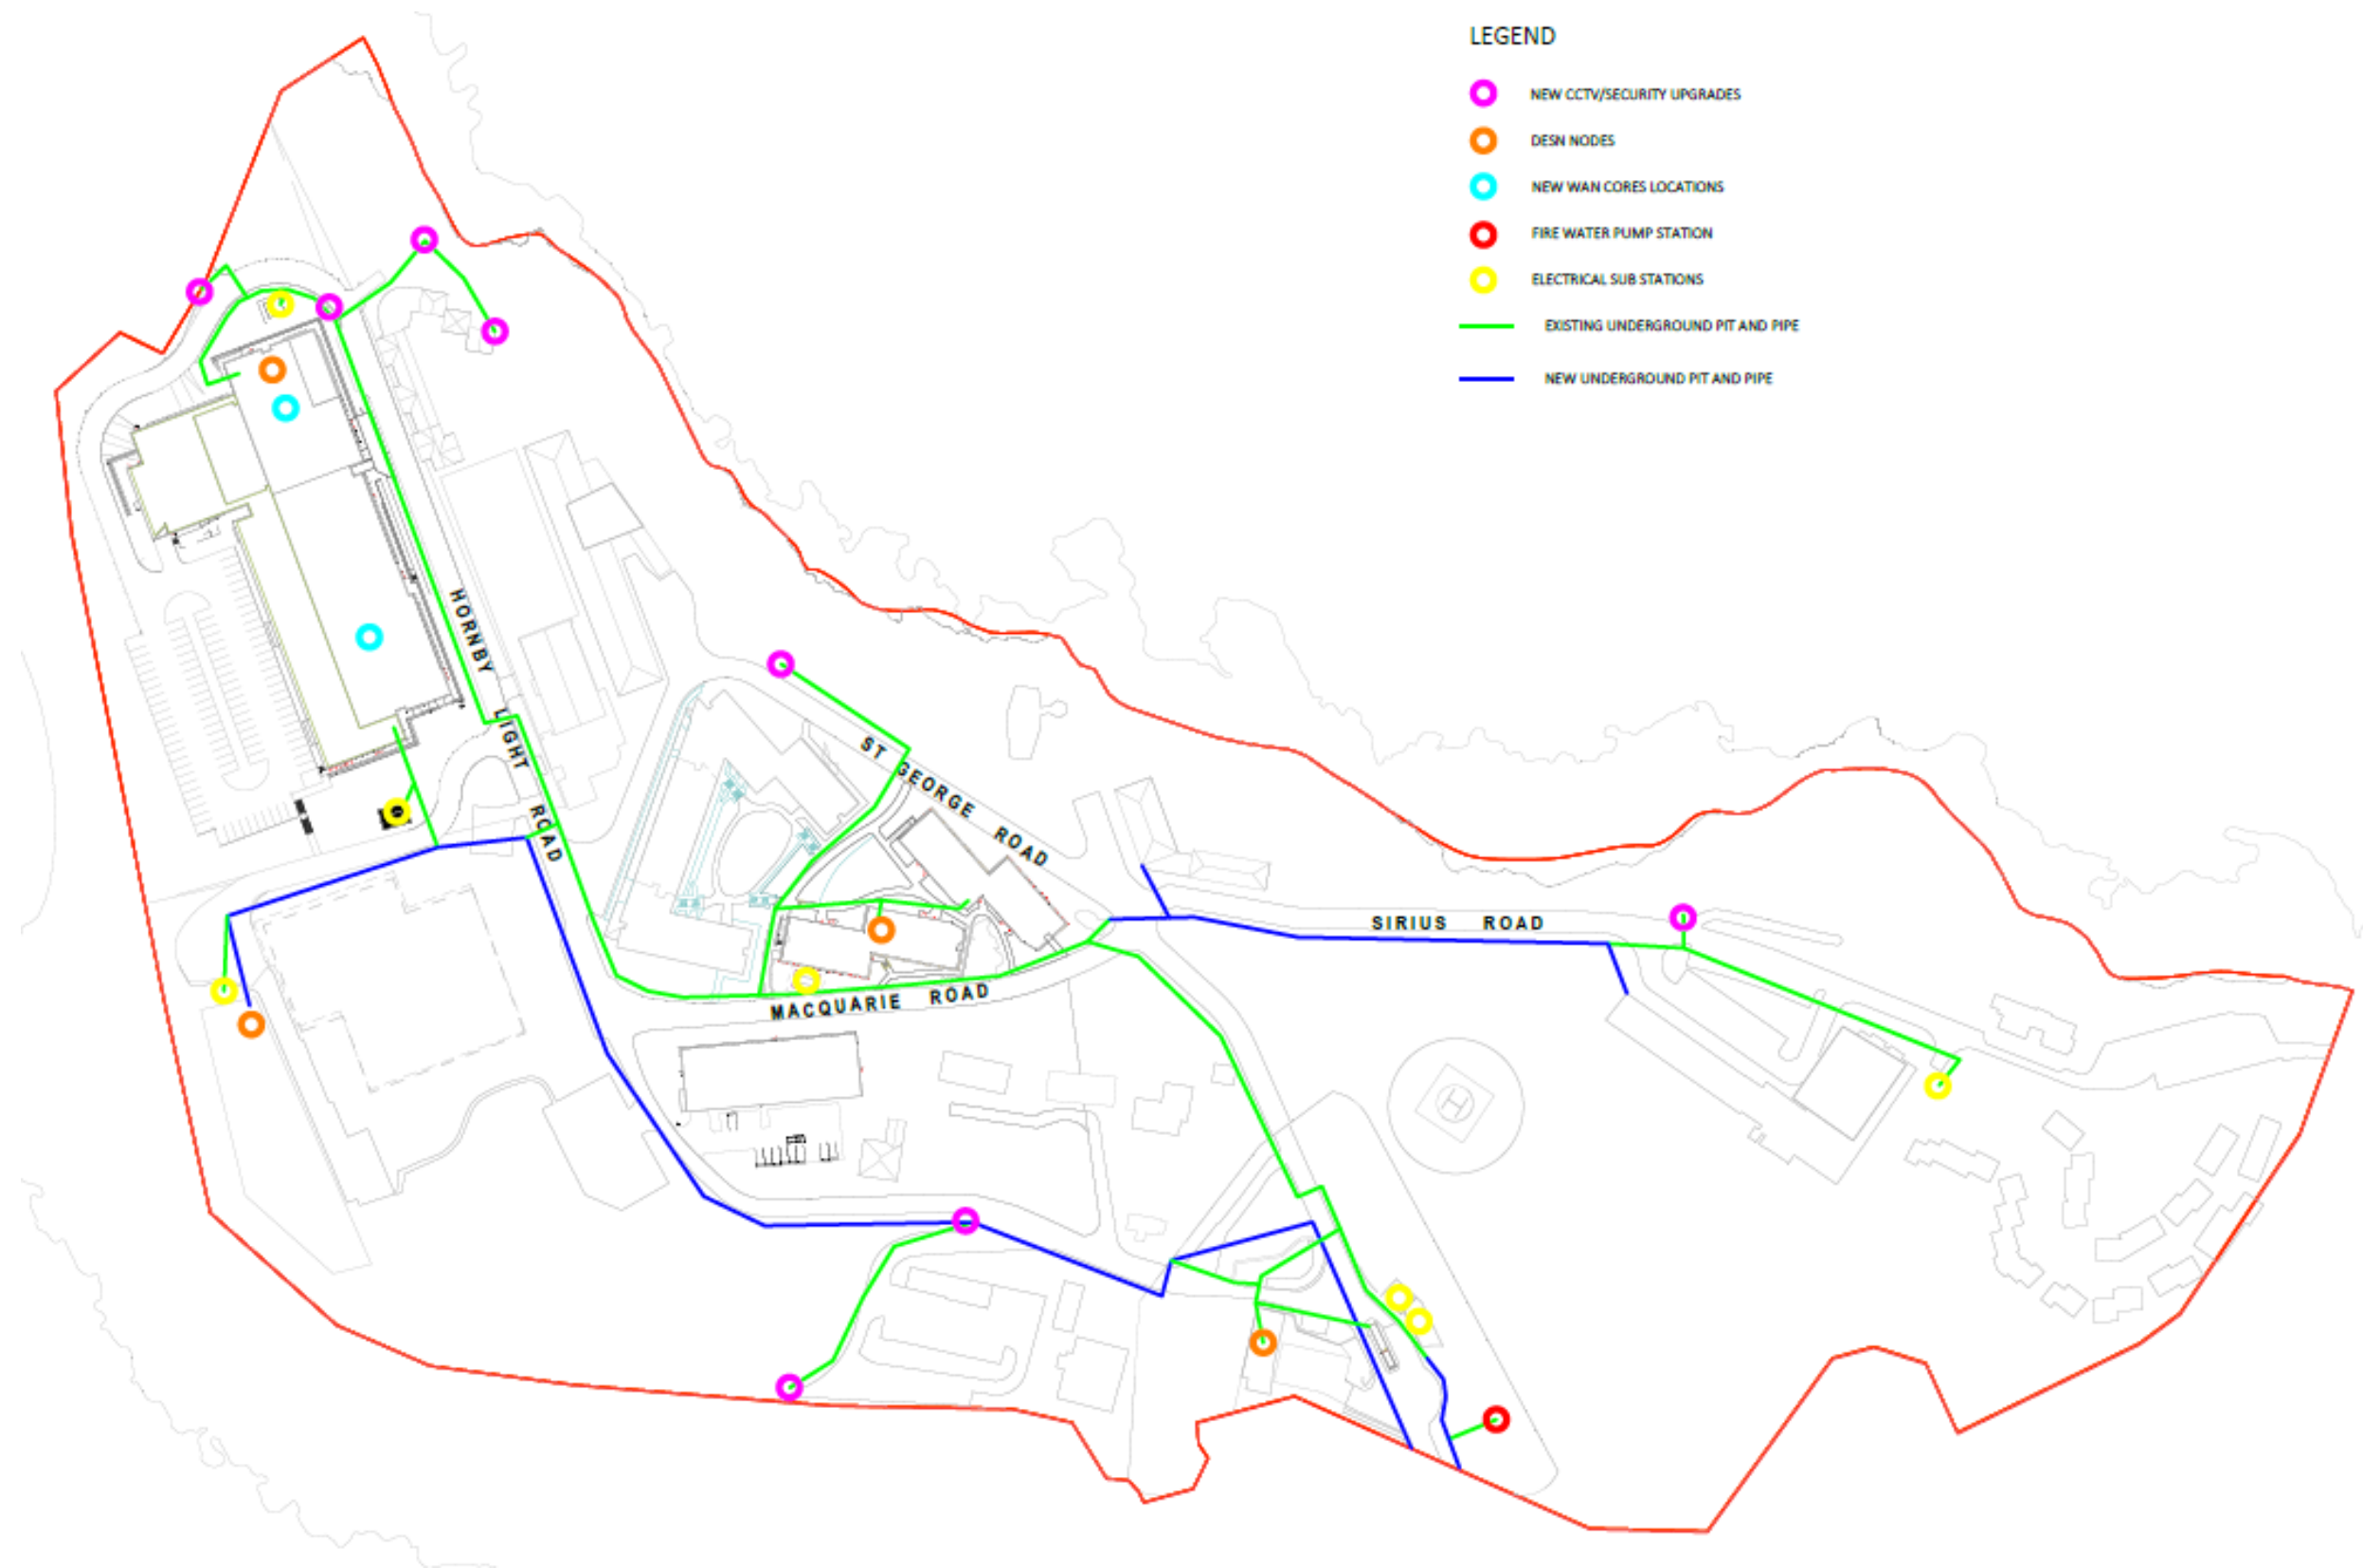 LEGEND
NEW CCTV/SECURITY UPGRADES
DESN NODES
NEW WAN CORES LOCATIONS
FIRE WATER PUMP STATION
ELECTRICAL SUB STATIONS
EXISTING UNDERGROUND PIT AND PIPE
NEW UNDERGROUND PIT AND PIPE
HORNBY LIGHT ROAD
ST GEORGE ROAD
SIRIUS ROAD
MACQUARIE ROAD
H